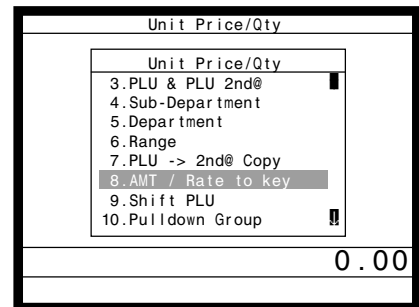 Unit Price/Qty
Unit Price/Qty
3.PLU & PLU 2nd@
4.Sub-Department
5.Department
6.Range
7.PLU -> 2nd@ Copy
8.AMT / Rate to key
9.Shift PLU
10.Pulldown Group
0.00